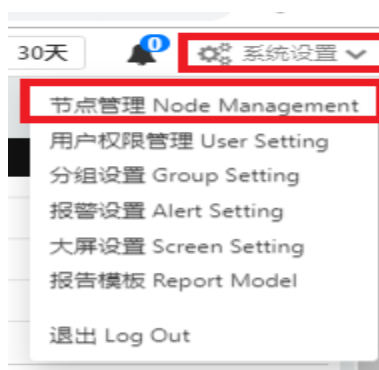 30天 0 系统设置
节点管理 Node Management
用户权限管理 User Setting
分组设置 Group Setting
报警设置 Alert Setting
大屏设置 Screen Setting
报告模板 Report Model
退出 Log Out